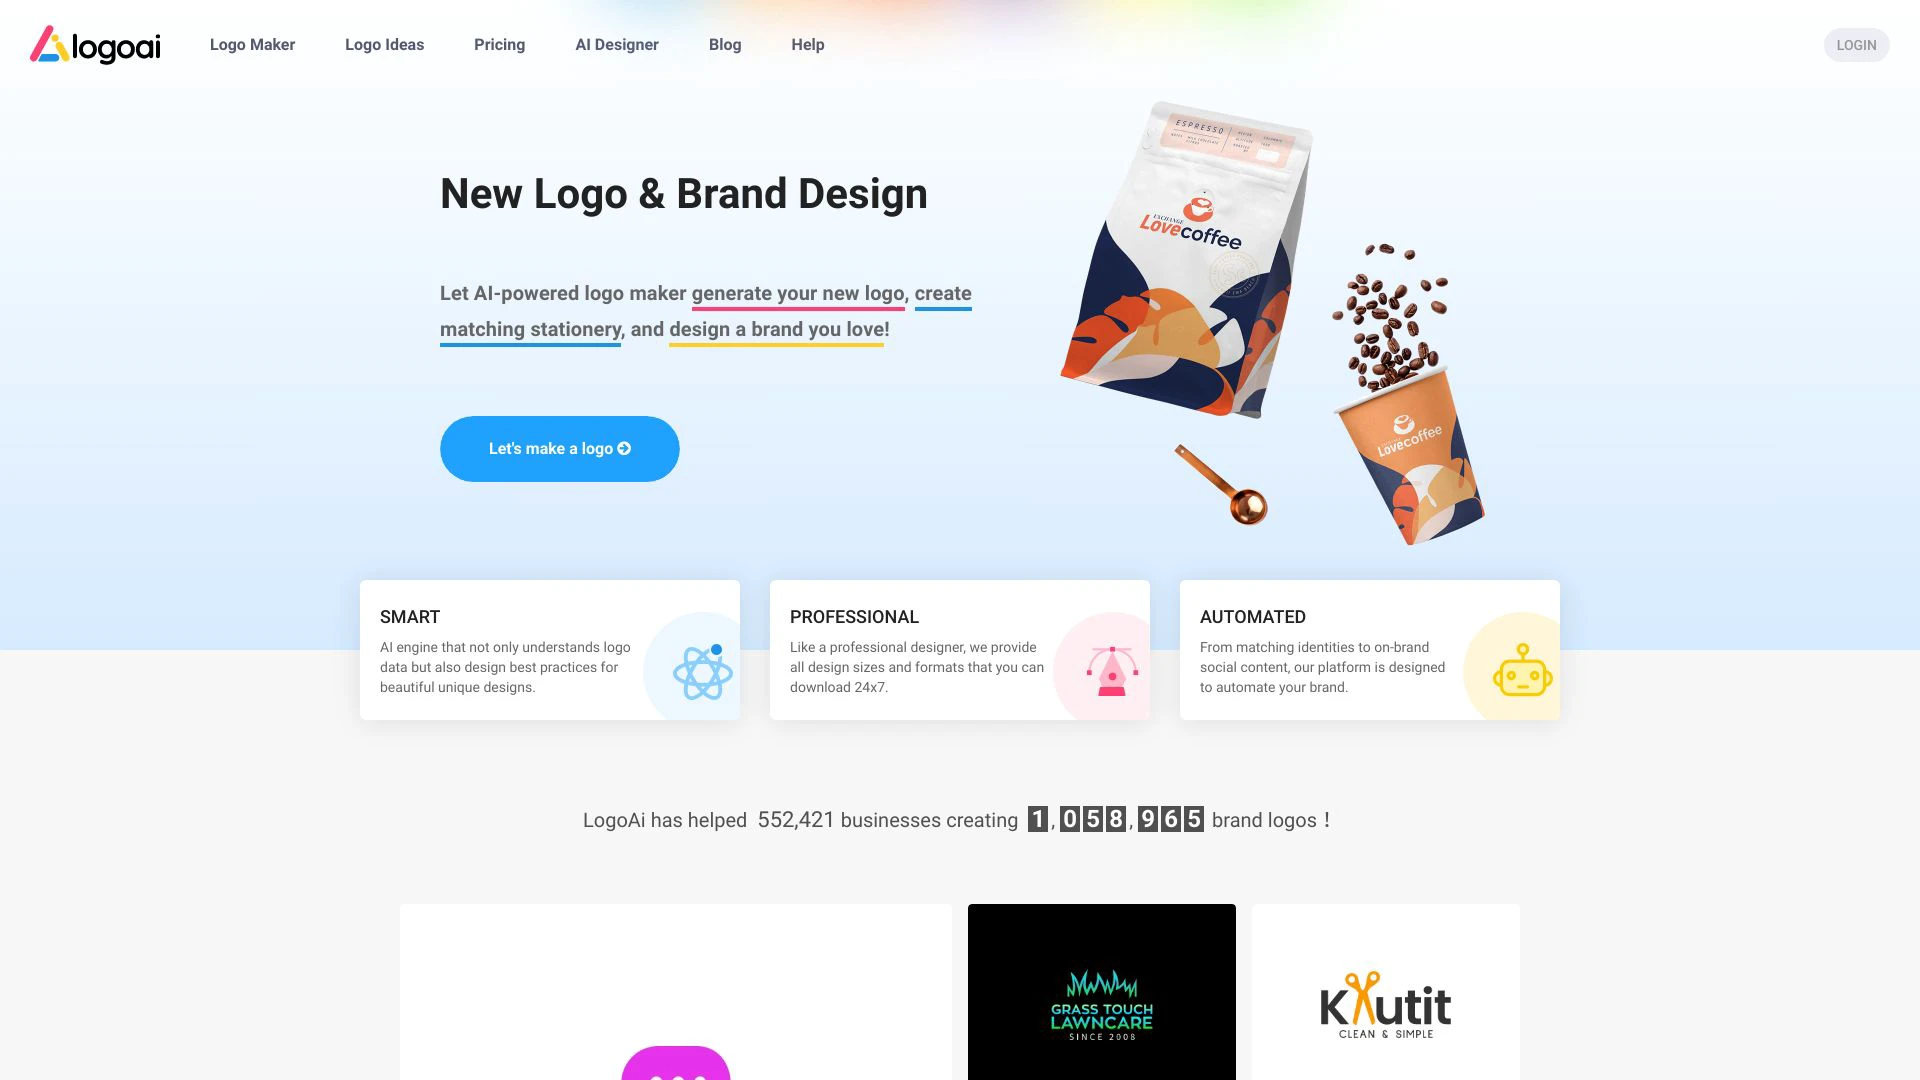 logoai
Logo Maker
Logo Ideas
Pricing
AI Designer
Blog
Help
LOGIN
New Logo & Brand Design
Let AI-powered logo maker generate your new logo, create
matching stationery, and design a brand you love!
Let's make a logo
ESPRESSO
EXCHANGE
Lovecoffee
Lovecoffee
SMART
AI engine that not only understands logo
data but also design best practices for
beautiful unique designs.
PROFESSIONAL
Like a professional designer, we provide
all design sizes and formats that you can
download 24x7.
AUTOMATED
From matching identities to on-brand
social content, our platform is designed
to automate your brand.
LogoAi has helped 552,421 businesses creating 1,058,965 brand logos !
GRASS TOUCH
LAWNCARE
SINCE 2008
Kutit
CLEAN & SIMPLE